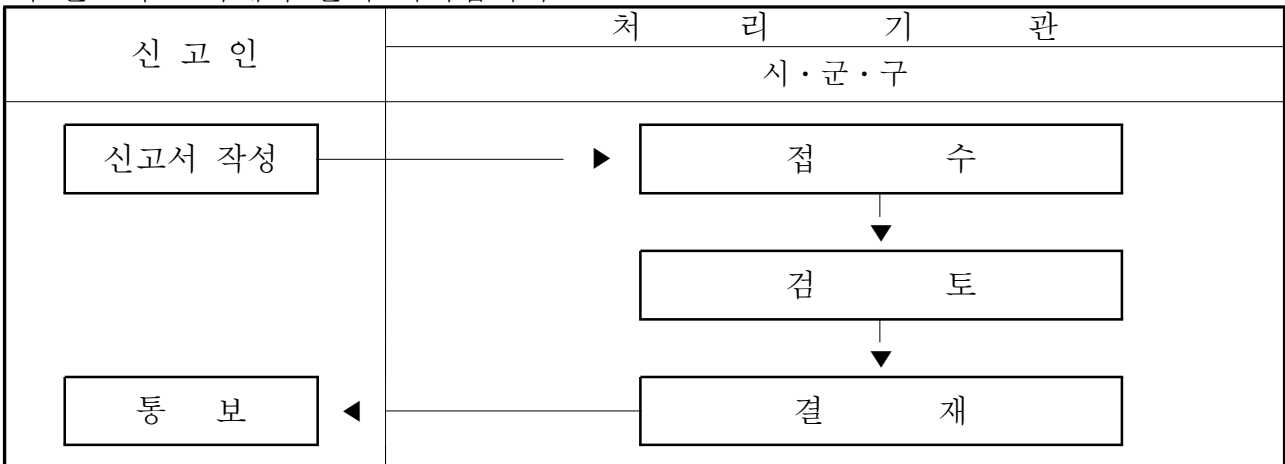 처 리 기 관
신 고 인
시·군·구
신고서 작성
접 수
검 토
통 보
결 재